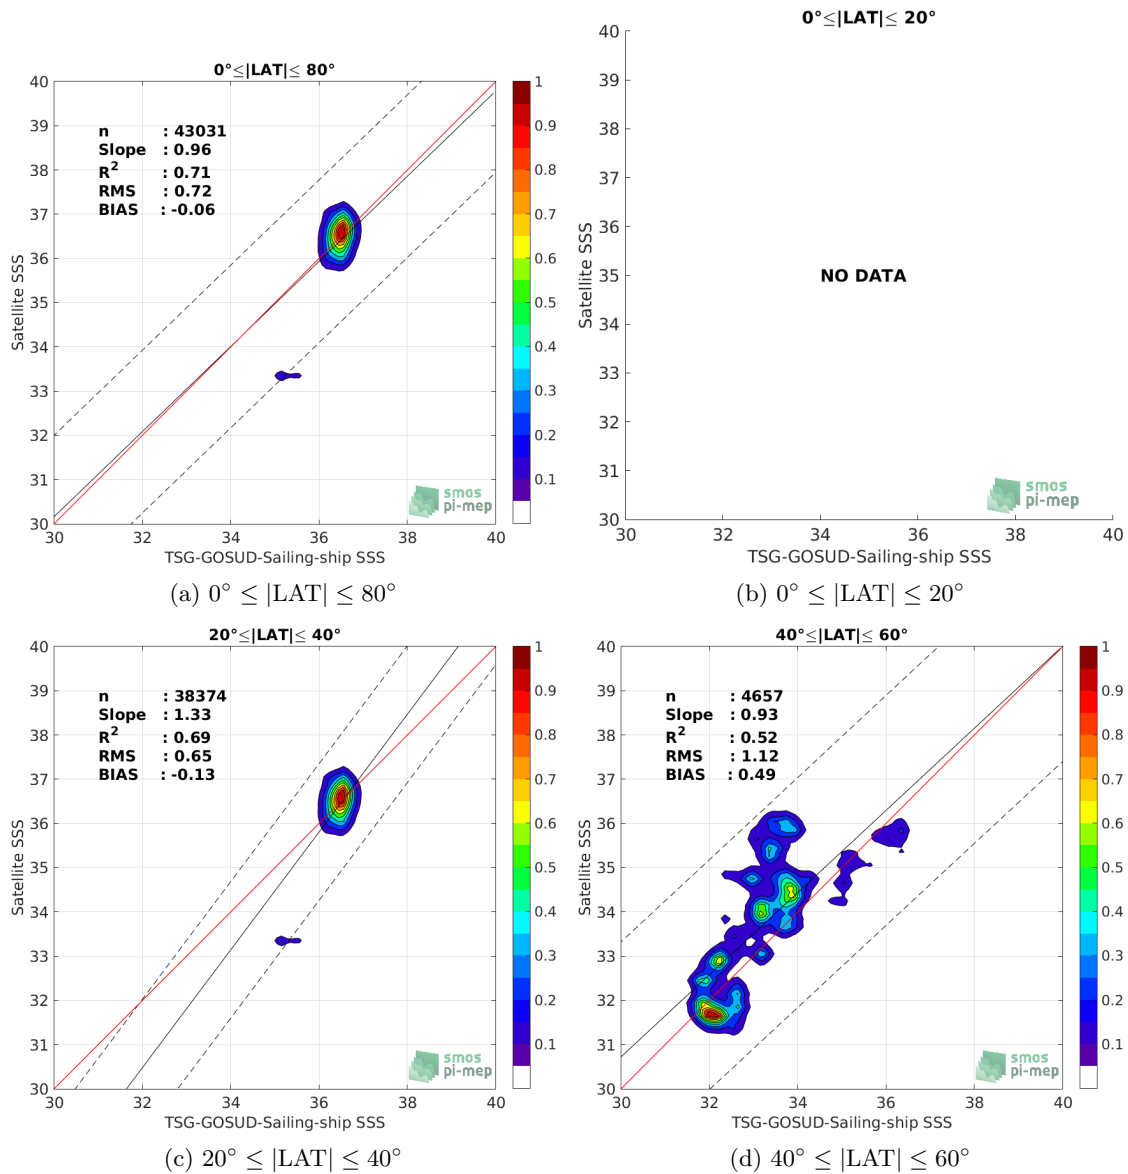 0°≤|LAT|≤ 80°
n : 43031
Slope : 0.96
R² : 0.71
RMS : 0.72
BIAS : -0.06
40
39
38
37
36
35
34
33
32
31
30
30 32 34 36 38 40
Satellite SSS
TSG-GOSUD-Sailing-ship SSS
1
0.9
0.8
0.7
0.6
0.5
0.4
0.3
0.2
0.1
smos
pi-mep
(a) 0° ≤ |LAT| ≤ 80°
0°≤|LAT|≤ 20°
40
39
38
37
36
35
34
33
32
31
30
30 32 34 36 38 40
Satellite SSS
NO DATA
TSG-GOSUD-Sailing-ship SSS
smos
pi-mep
(b) 0° ≤ |LAT| ≤ 20°
20°≤|LAT|≤ 40°
n : 38374
Slope : 1.33
R² : 0.69
RMS : 0.65
BIAS : -0.13
40
39
38
37
36
35
34
33
32
31
30
30 32 34 36 38 40
Satellite SSS
TSG-GOSUD-Sailing-ship SSS
1
0.9
0.8
0.7
0.6
0.5
0.4
0.3
0.2
0.1
smos
pi-mep
(c) 20° ≤ |LAT| ≤ 40°
40°≤|LAT|≤ 60°
n : 4657
Slope : 0.93
R² : 0.52
RMS : 1.12
BIAS : 0.49
40
39
38
37
36
35
34
33
32
31
30
30 32 34 36 38 40
Satellite SSS
TSG-GOSUD-Sailing-ship SSS
1
0.9
0.8
0.7
0.6
0.5
0.4
0.3
0.2
0.1
smos
pi-mep
(d) 40° ≤ |LAT| ≤ 60°